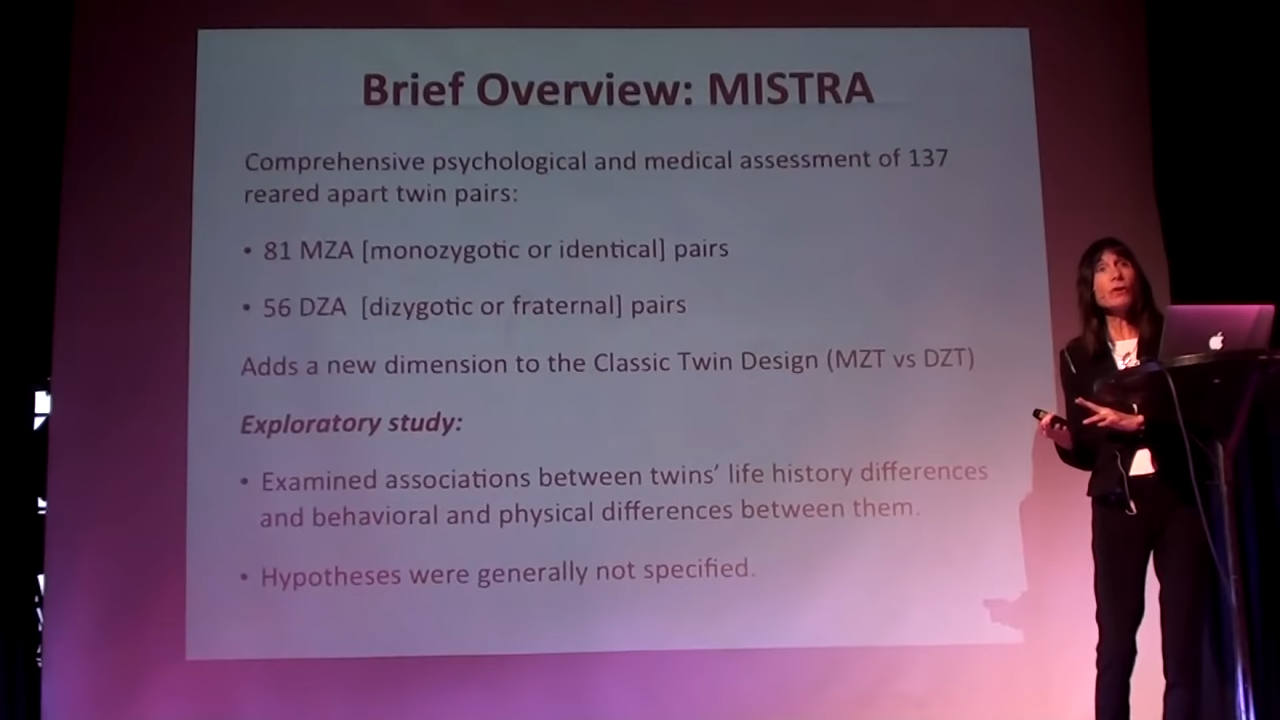 Brief Overview: MISTRA
Comprehensive psychological and medical assessment of 137
reared apart twin pairs:
• 81 MZA [monozygotic or identical] pairs
• 56 DZA [dizygotic or fraternal] pairs
Adds a new dimension to the Classic Twin Design (MZT vs DZT)
Exploratory study:
• Examined associations between twins’ life history differences
and behavioral and physical differences between them.
• Hypotheses were generally not specified.